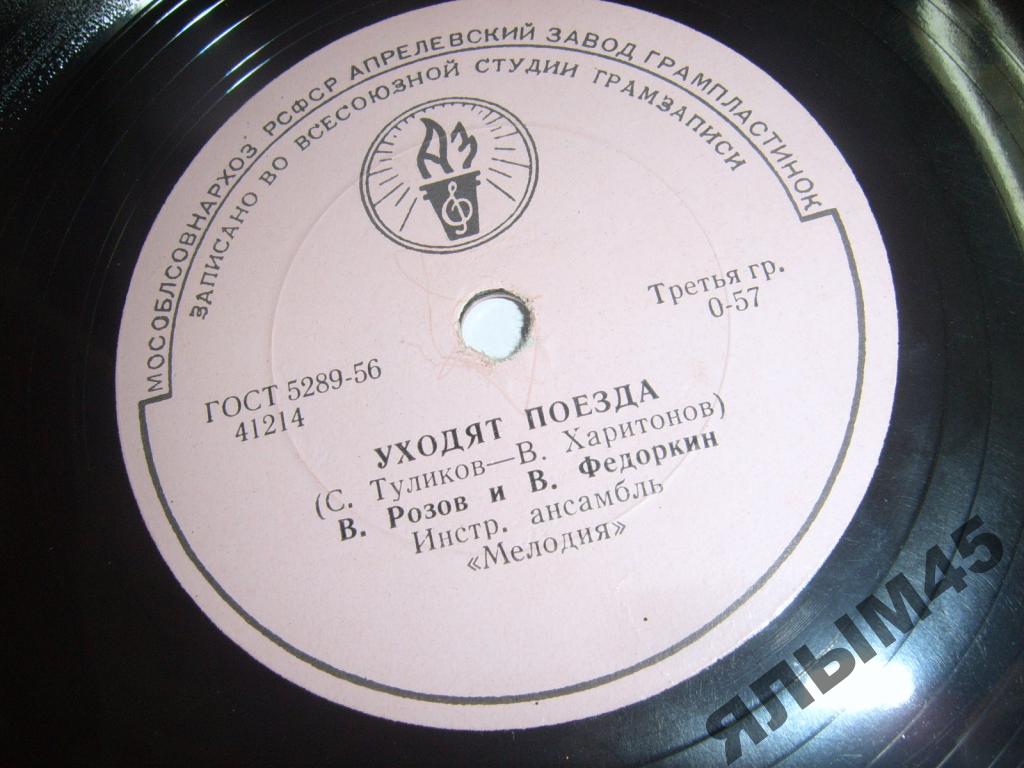 МОСОБЛСОВНАРХОЗ РСФСР АПРЕЛЕВСКИЙ ЗАВОД ГРАМПЛАСТИНОК
ЗАПИСАНО ВО ВСЕСОЮЗНОЙ СТУДИИ ГРАМЗАПИСИ
АЗ
Третья гр.
0-57
ГОСТ 5289-56
41214
УХОДЯТ ПОЕЗДА
(С. Туликов—В. Харитонов)
В. Розов и В. Федоркин
Инстр. ансамбль
«Мелодия»
ЯЛЫМ45